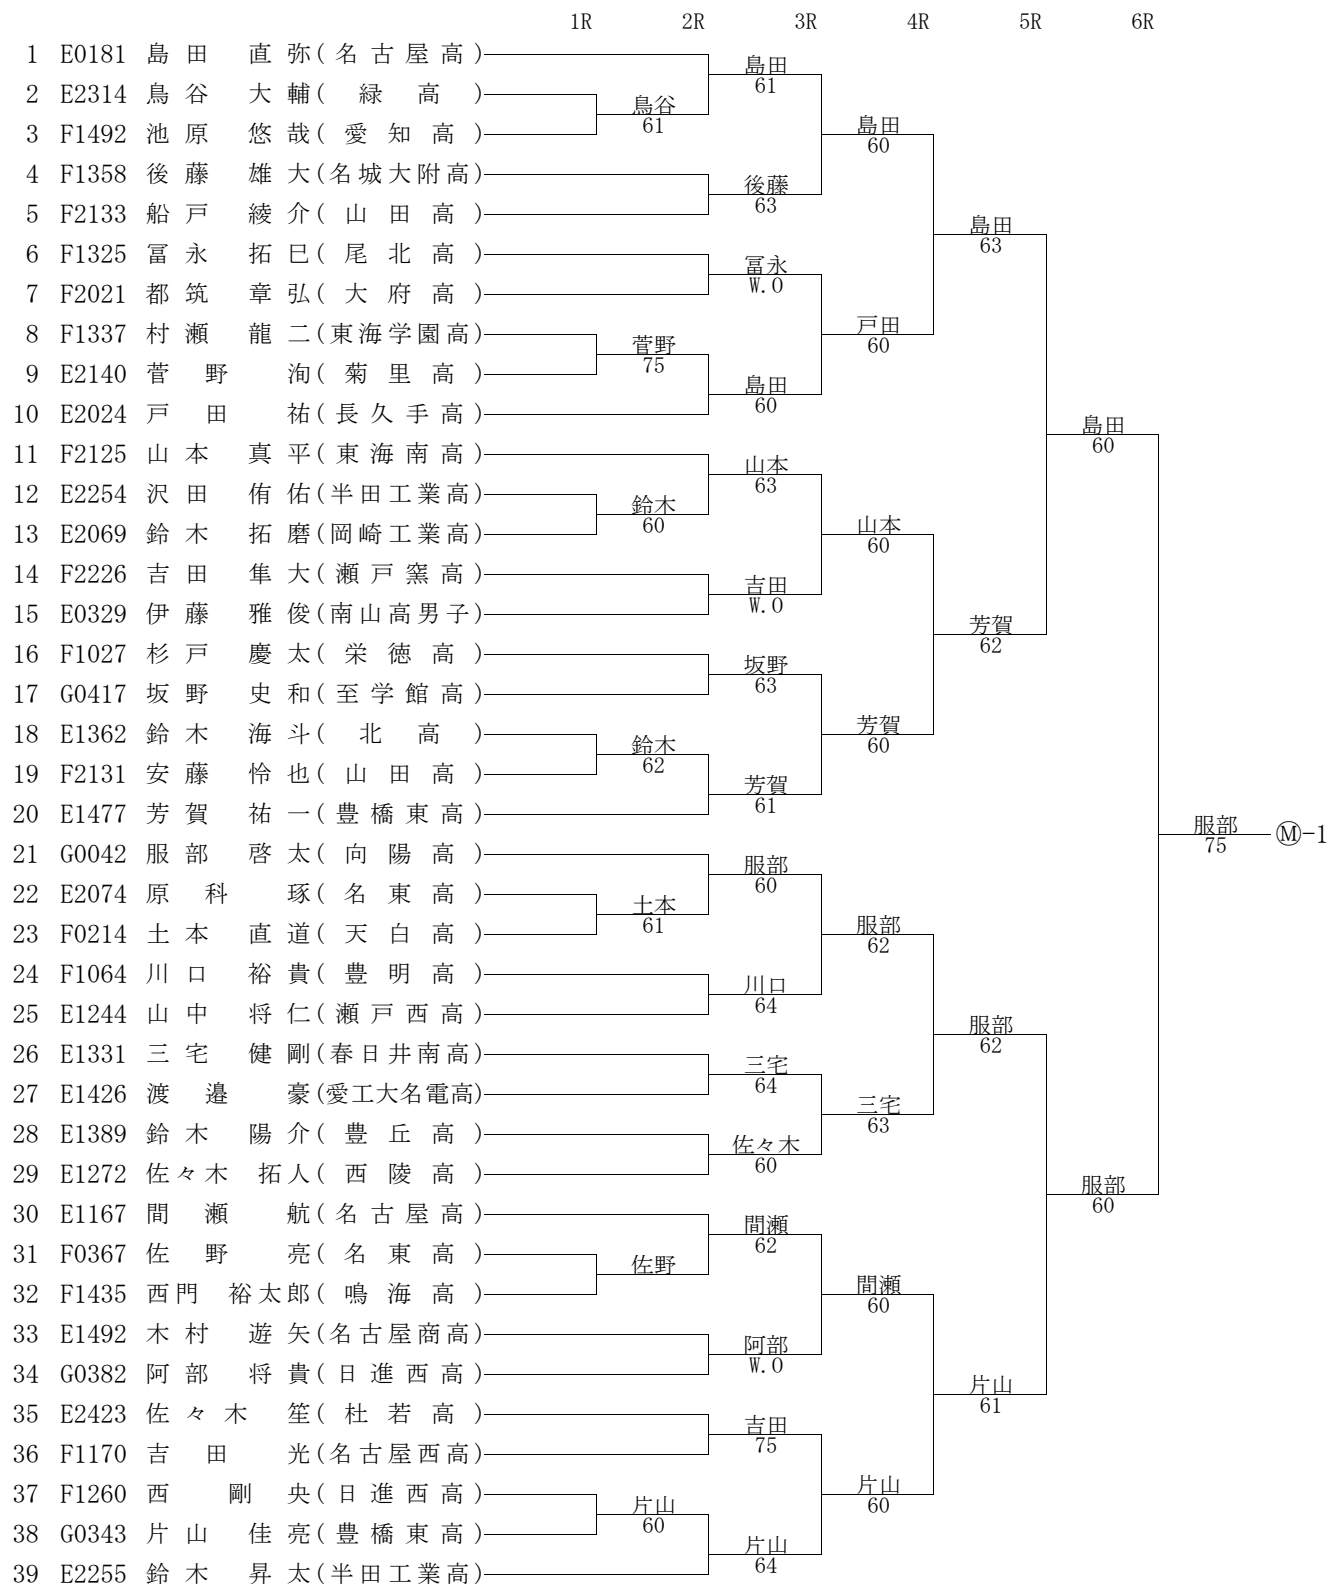 1R 2R 3R 4R 5R 6R
1 E0181 島田 直弥(名古屋高)
島田
61
2 E2314 鳥谷 大輔(緑高)
鳥谷
61
3 F1492 池原 悠哉(愛知高)
島田
60
4 F1358 後藤 雄大(名城大附高)
後藤
63
5 F2133 船戸 綾介(山田高)
島田
63
6 F1325 冨永 拓巳(尾北高)
冨永
W.O
7 F2021 都筑 章弘(大府高)
8 F1337 村瀬 龍二(東海学園高)
戸田
60
菅野
75
9 E2140 菅野 洵(菊里高)
島田
60
10 E2024 戸田 祐(長久手高)
島田
60
11 F2125 山本 真平(東海南高)
山本
63
12 E2254 沢田 侑佑(半田工業高)
鈴木
60
13 E2069 鈴木 拓磨(岡崎工業高)
山本
60
14 F2226 吉田 隼大(瀬戸窯高)
吉田
W.O
15 E0329 伊藤 雅俊(南山高男子)
芳賀
62
16 F1027 杉戸 慶太(栄徳高)
坂野
63
17 G0417 坂野 史和(至学館高)
18 E1362 鈴木 海斗(北高)
芳賀
60
鈴木
62
19 F2131 安藤 怜也(山田高)
芳賀
61
20 E1477 芳賀 祐一(豊橋東高)
服部
75
Ⓜ-1
21 G0042 服部 啓太(向陽高)
服部
60
22 E2074 原科 琢(名東高)
土本
61
23 F0214 土本 直道(天白高)
服部
62
24 F1064 川口 裕貴(豊明高)
川口
64
25 E1244 山中 将仁(瀬戸西高)
服部
62
26 E1331 三宅 健剛(春日井南高)
三宅
64
27 E1426 渡邉 豪(愛工大名電高)
三宅
63
28 E1389 鈴木 陽介(豊丘高)
佐々木
60
29 E1272 佐々木 拓人(西陵高)
服部
60
30 E1167 間瀬 航(名古屋高)
間瀬
62
31 F0367 佐野 亮(名東高)
佐野
32 F1435 西門 裕太郎(鳴海高)
間瀬
60
33 E1492 木村 遊矢(名古屋商高)
阿部
W.O
34 G0382 阿部 将貴(日進西高)
片山
61
35 E2423 佐々木 笙(杜若高)
吉田
75
36 F1170 吉田 光(名古屋西高)
37 F1260 西 剛央(日進西高)
片山
60
片山
60
38 G0343 片山 佳亮(豊橋東高)
片山
64
39 E2255 鈴木 昇太(半田工業高)